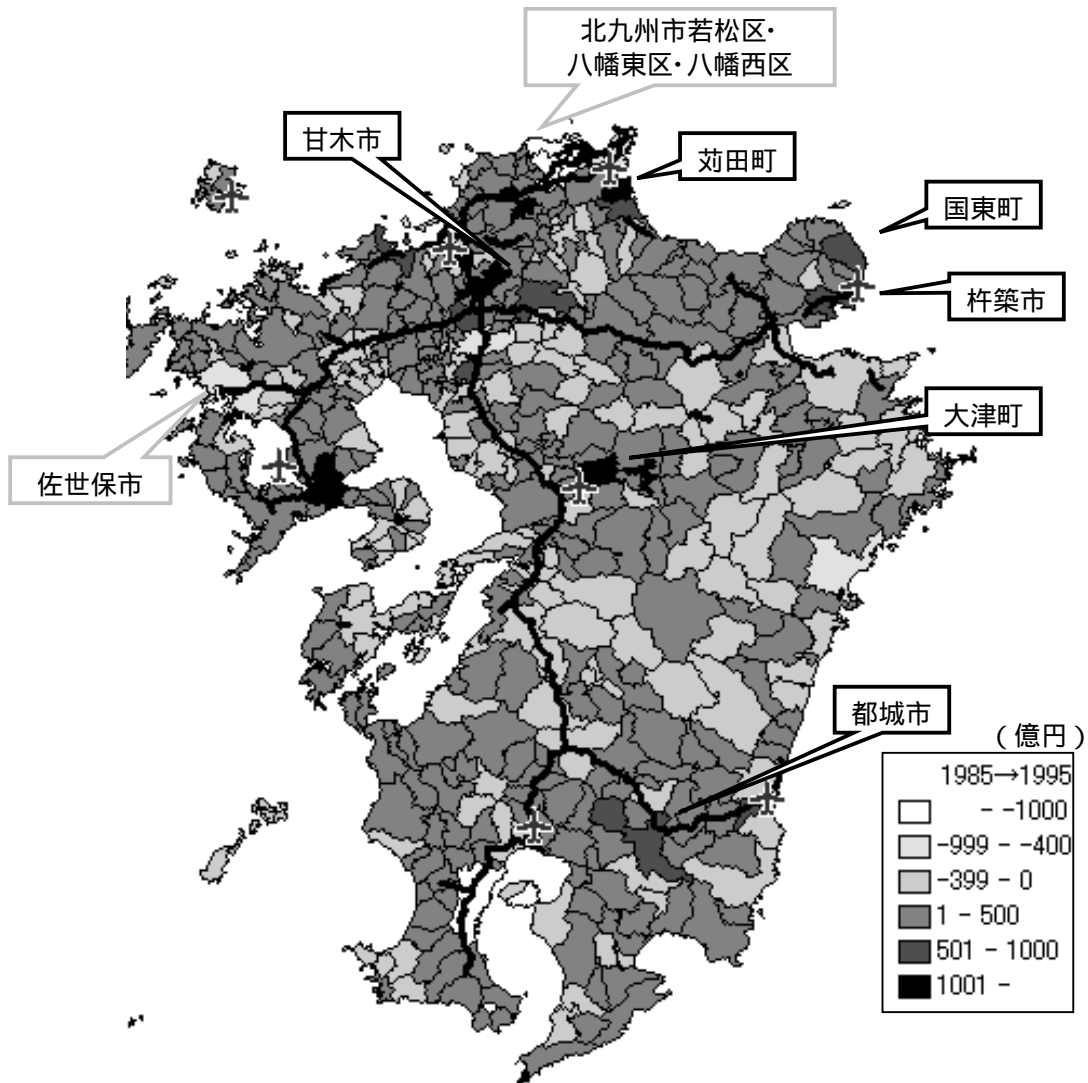 北九州市若松区・
八幡東区・八幡西区
甘木市
苅田町
国東町
杵築市
大津町
佐世保市
都城市
(億円)
1985→1995
- -1000
-999 - -400
-399 - 0
1 - 500
501 - 1000
1001 -